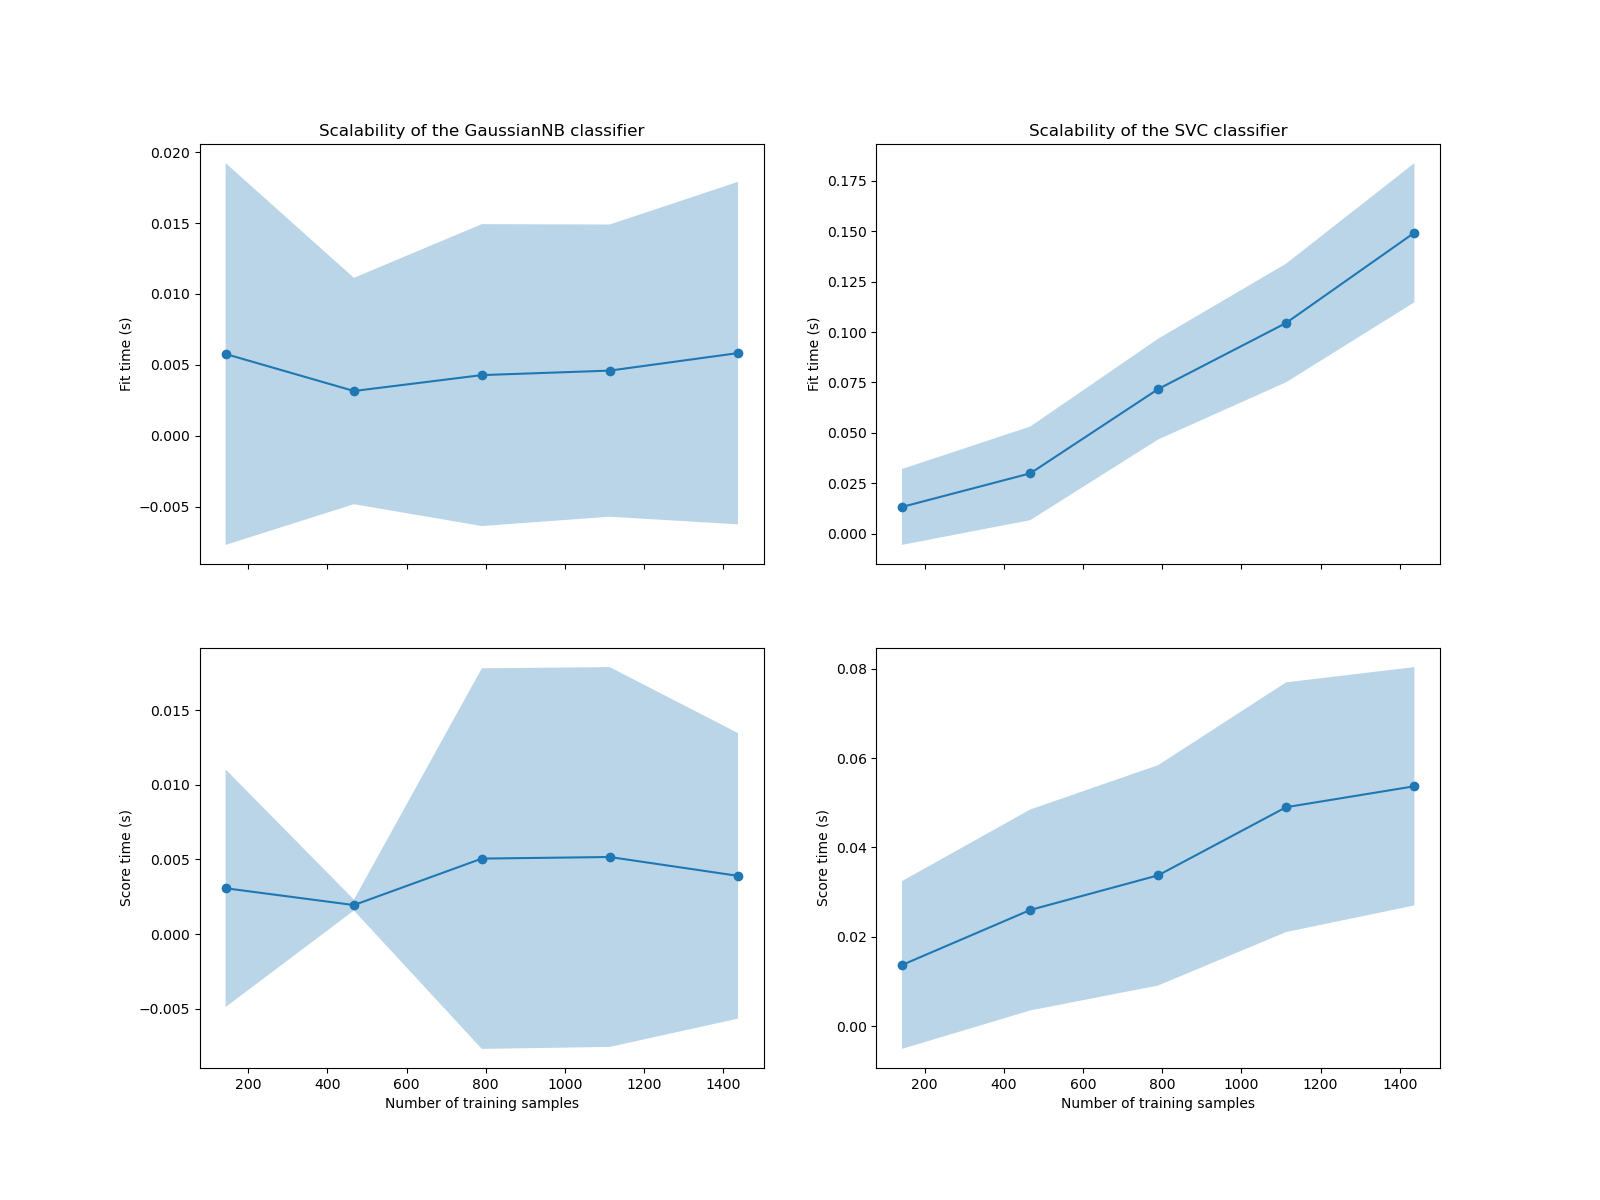 Scalability of the GaussianNB classifier
0.020
0.015
0.010
0.005
0.000
−0.005
Fit time (s)
Scalability of the SVC classifier
0.175
0.150
0.125
0.100
0.075
0.050
0.025
0.000
Fit time (s)
0.015
0.010
0.005
0.000
−0.005
Score time (s)
200 400 600 800 1000 1200 1400
Number of training samples
0.08
0.06
0.04
0.02
0.00
Score time (s)
200 400 600 800 1000 1200 1400
Number of training samples